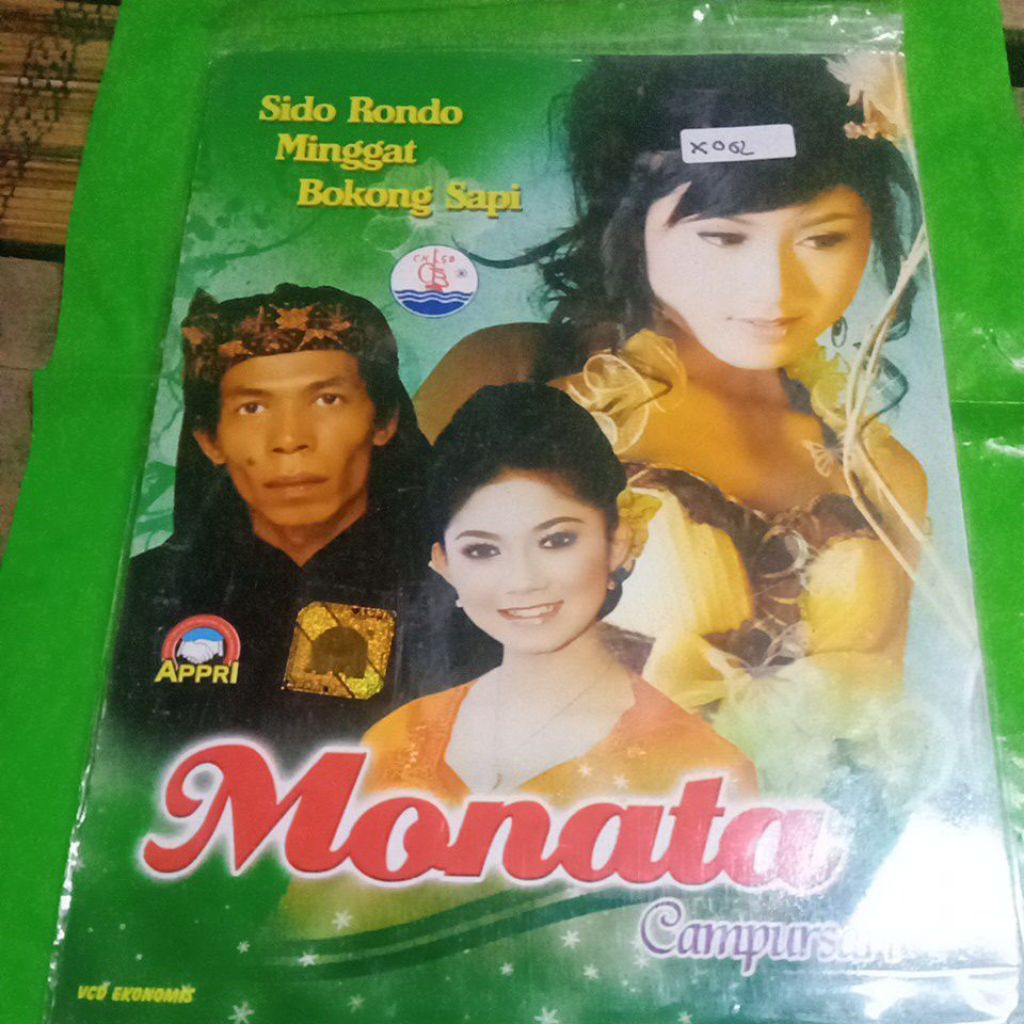 Sido Rondo
Minggat
Bokong Sapi
X002
APPRI
Monata
VCD EKONOMIS